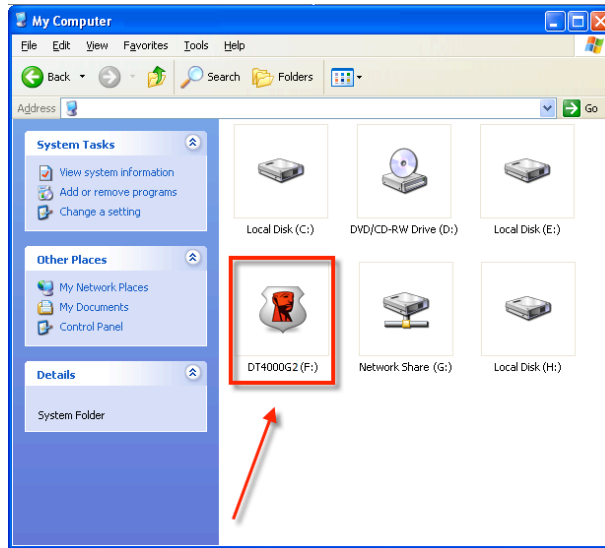 My Computer
File Edit View Favorites Tools Help
Back Search Folders
Address Go
System Tasks
View system information
Add or remove programs
Change a setting
Other Places
My Network Places
My Documents
Control Panel
Details
System Folder
Local Disk (C:) DVD/CD-RW Drive (D:) Local Disk (E:)
DT4000G2 (F:) Network Share (G:) Local Disk (H:)